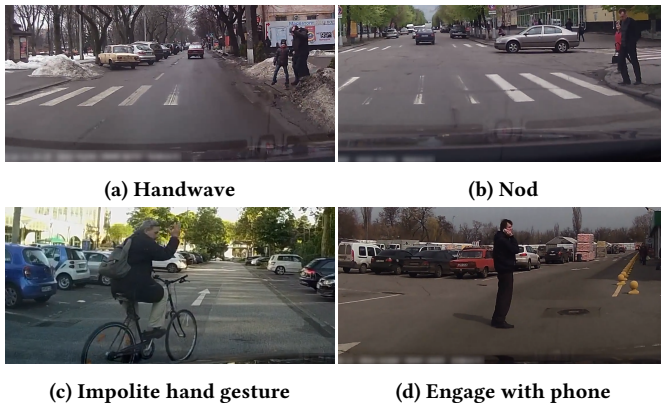 (a) Handwave
(b) Nod
(c) Impolite hand gesture
(d) Engage with phone